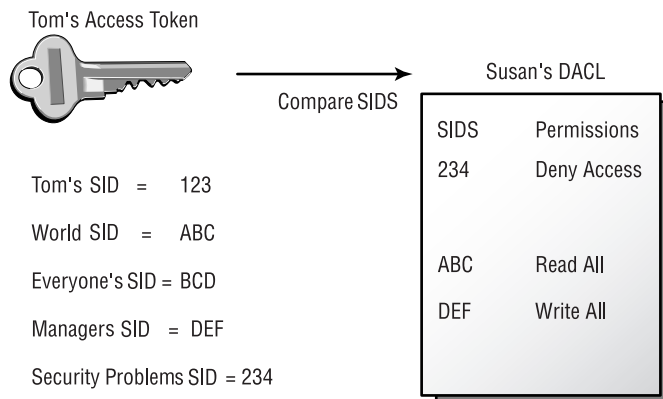 Tom's Access Token
Compare SIDS
Tom's SID = 123
World SID = ABC
Everyone's SID = BCD
Managers SID = DEF
Security Problems SID = 234
Susan's DACL
SIDS Permissions
234 Deny Access
ABC Read All
DEF Write All